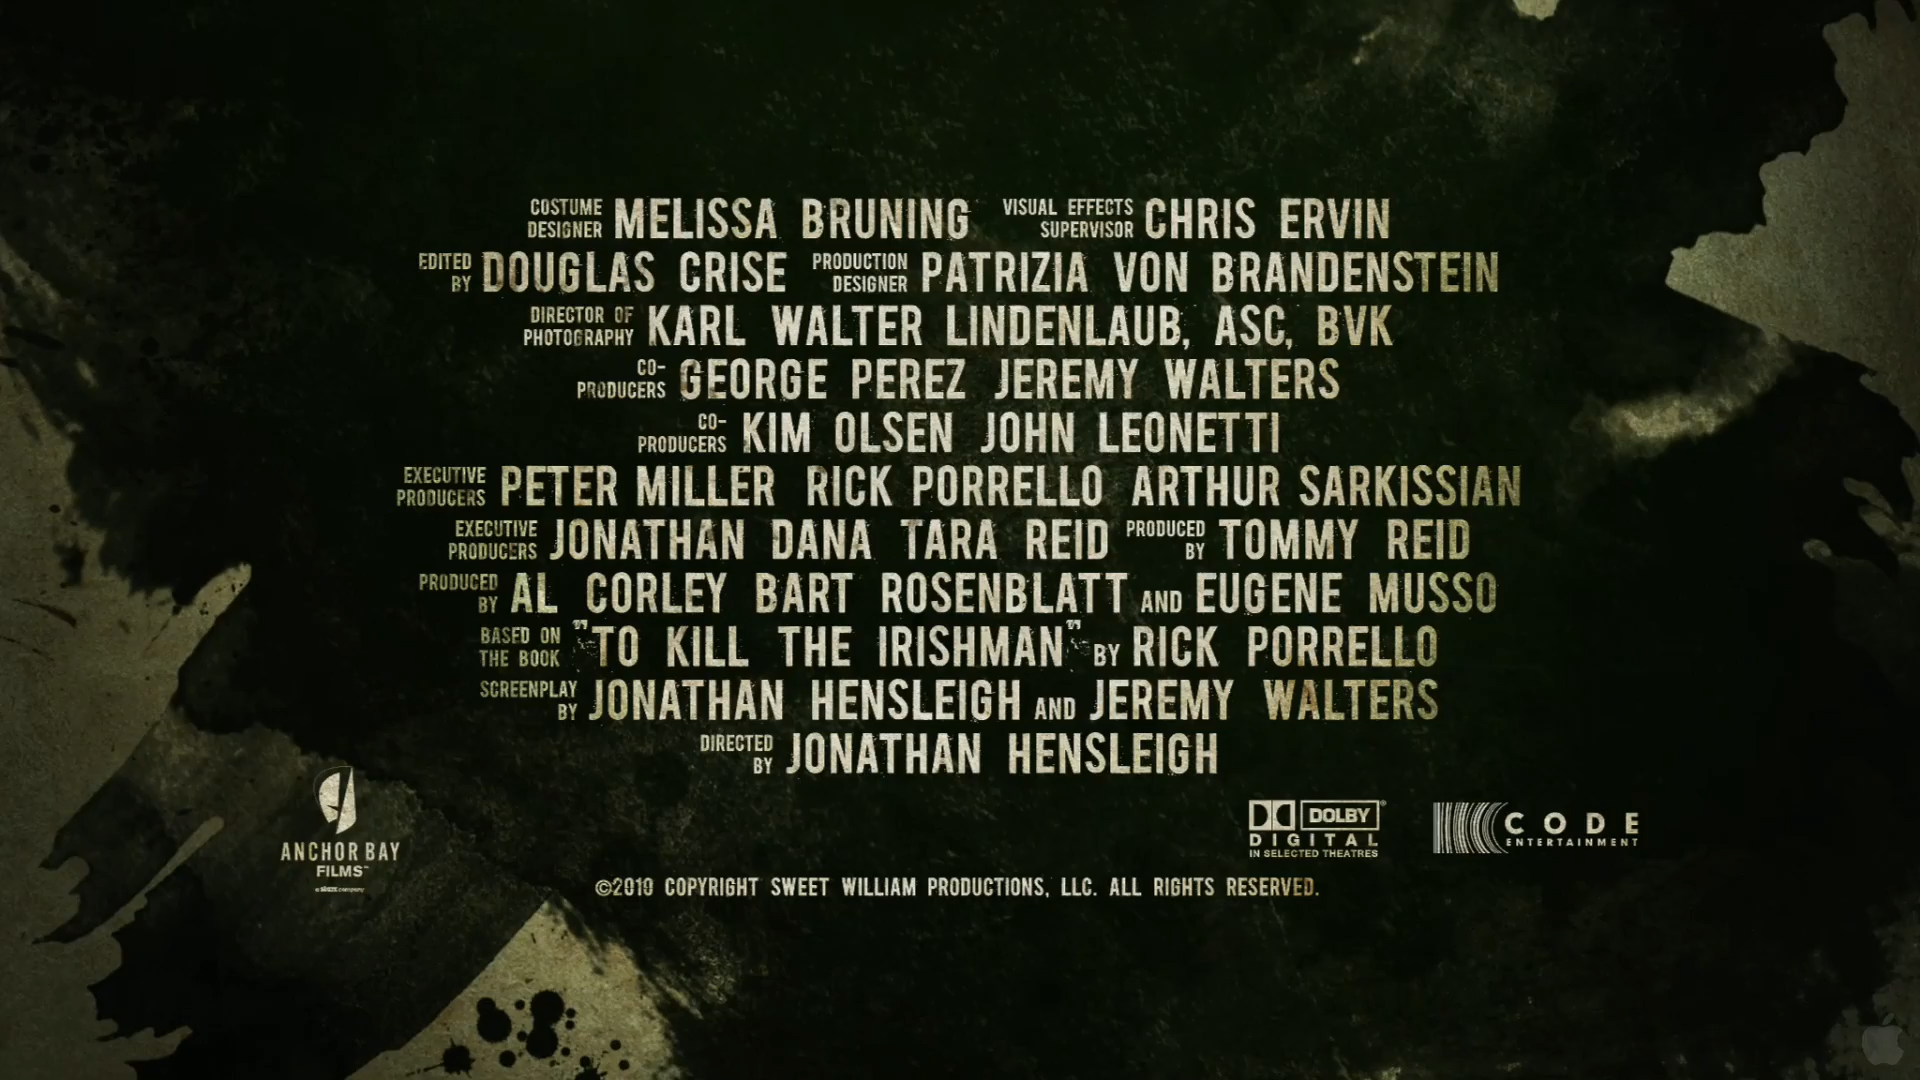 COSTUME DESIGNER MELISSA BRUNING VISUAL EFFECTS SUPERVISOR CHRIS ERVIN
EDITED BY DOUGLAS CRISE PRODUCTION DESIGNER PATRIZIA VON BRANDENSTEIN
DIRECTOR OF PHOTOGRAPHY KARL WALTER LINDENLAUB, ASC, BVK
CO-PRODUCERS GEORGE PEREZ JEREMY WALTERS
CO-PRODUCERS KIM OLSEN JOHN LEONETTI
EXECUTIVE PRODUCERS PETER MILLER RICK PORRELLO ARTHUR SARKISSIAN
EXECUTIVE PRODUCERS JONATHAN DANA TARA REID PRODUCED BY TOMMY REID
PRODUCED BY AL CORLEY BART ROSENBLATT AND EUGENE MUSSO
BASED ON THE BOOK "TO KILL THE IRISHMAN" BY RICK PORRELLO
SCREENPLAY BY JONATHAN HENSLEIGH AND JEREMY WALTERS
DIRECTED BY JONATHAN HENSLEIGH
ANCHOR BAY
FILMS™
DOLBY®
DIGITAL
IN SELECTED THEATRES
CODE
ENTERTAINMENT
©2010 COPYRIGHT SWEET WILLIAM PRODUCTIONS, LLC. ALL RIGHTS RESERVED.